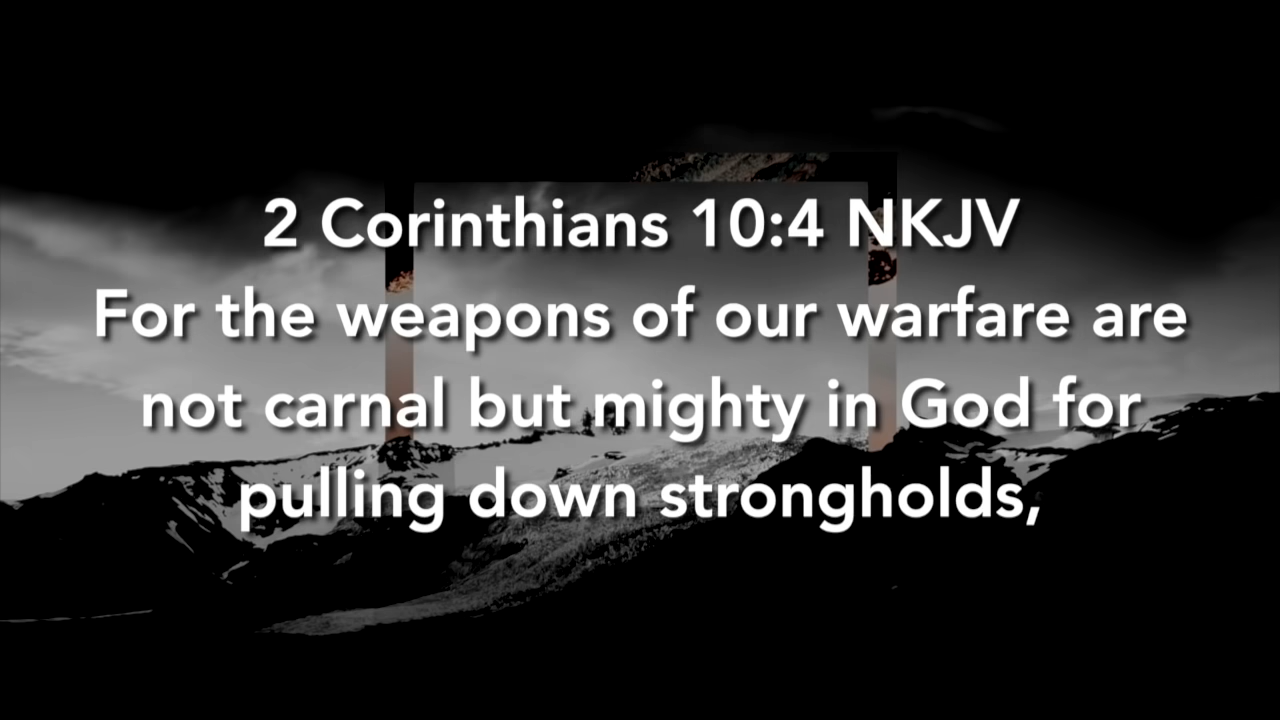 2 Corinthians 10:4 NKJV
For the weapons of our warfare are
not carnal but mighty in God for
pulling down strongholds,